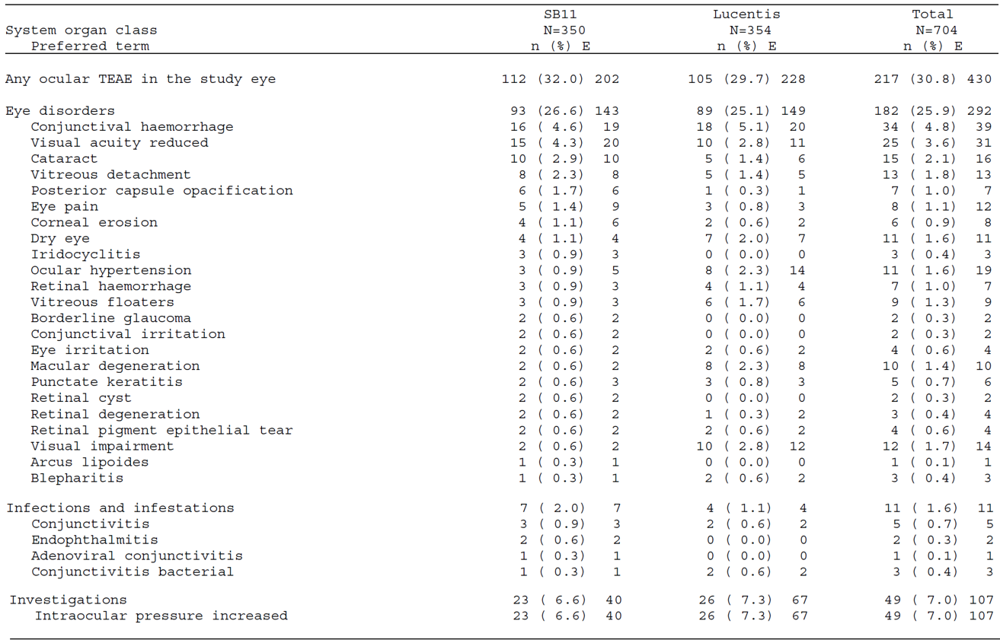 SB11 Lucentis Total
System organ class N=350 N=354 N=704
Preferred term n (%) E n (%) E n (%) E
Any ocular TEAE in the study eye 112 (32.0) 202 105 (29.7) 228 217 (30.8) 430
Eye disorders 93 (26.6) 143 89 (25.1) 149 182 (25.9) 292
Conjunctival haemorrhage 16 ( 4.6) 19 18 ( 5.1) 20 34 ( 4.8) 39
Visual acuity reduced 15 ( 4.3) 20 10 ( 2.8) 11 25 ( 3.6) 31
Cataract 10 ( 2.9) 10 5 ( 1.4) 6 15 ( 2.1) 16
Vitreous detachment 8 ( 2.3) 8 5 ( 1.4) 5 13 ( 1.8) 13
Posterior capsule opacification 6 ( 1.7) 6 1 ( 0.3) 1 7 ( 1.0) 7
Eye pain 5 ( 1.4) 9 3 ( 0.8) 3 8 ( 1.1) 12
Corneal erosion 4 ( 1.1) 6 2 ( 0.6) 2 6 ( 0.9) 8
Dry eye 4 ( 1.1) 4 7 ( 2.0) 7 11 ( 1.6) 11
Iridocyclitis 3 ( 0.9) 3 0 ( 0.0) 0 3 ( 0.4) 3
Ocular hypertension 3 ( 0.9) 5 8 ( 2.3) 14 11 ( 1.6) 19
Retinal haemorrhage 3 ( 0.9) 3 4 ( 1.1) 4 7 ( 1.0) 7
Vitreous floaters 3 ( 0.9) 3 6 ( 1.7) 6 9 ( 1.3) 9
Borderline glaucoma 2 ( 0.6) 2 0 ( 0.0) 0 2 ( 0.3) 2
Conjunctival irritation 2 ( 0.6) 2 0 ( 0.0) 0 2 ( 0.3) 2
Eye irritation 2 ( 0.6) 2 2 ( 0.6) 2 4 ( 0.6) 4
Macular degeneration 2 ( 0.6) 2 8 ( 2.3) 8 10 ( 1.4) 10
Punctate keratitis 2 ( 0.6) 3 3 ( 0.8) 3 5 ( 0.7) 6
Retinal cyst 2 ( 0.6) 2 0 ( 0.0) 0 2 ( 0.3) 2
Retinal degeneration 2 ( 0.6) 2 1 ( 0.3) 2 3 ( 0.4) 4
Retinal pigment epithelial tear 2 ( 0.6) 2 2 ( 0.6) 2 4 ( 0.6) 4
Visual impairment 2 ( 0.6) 2 10 ( 2.8) 12 12 ( 1.7) 14
Arcus lipoides 1 ( 0.3) 1 0 ( 0.0) 0 1 ( 0.1) 1
Blepharitis 1 ( 0.3) 1 2 ( 0.6) 2 3 ( 0.4) 3
Infections and infestations 7 ( 2.0) 7 4 ( 1.1) 4 11 ( 1.6) 11
Conjunctivitis 3 ( 0.9) 3 2 ( 0.6) 2 5 ( 0.7) 5
Endophthalmitis 2 ( 0.6) 2 0 ( 0.0) 0 2 ( 0.3) 2
Adenoviral conjunctivitis 1 ( 0.3) 1 0 ( 0.0) 0 1 ( 0.1) 1
Conjunctivitis bacterial 1 ( 0.3) 1 2 ( 0.6) 2 3 ( 0.4) 3
Investigations 23 ( 6.6) 40 26 ( 7.3) 67 49 ( 7.0) 107
Intraocular pressure increased 23 ( 6.6) 40 26 ( 7.3) 67 49 ( 7.0) 107